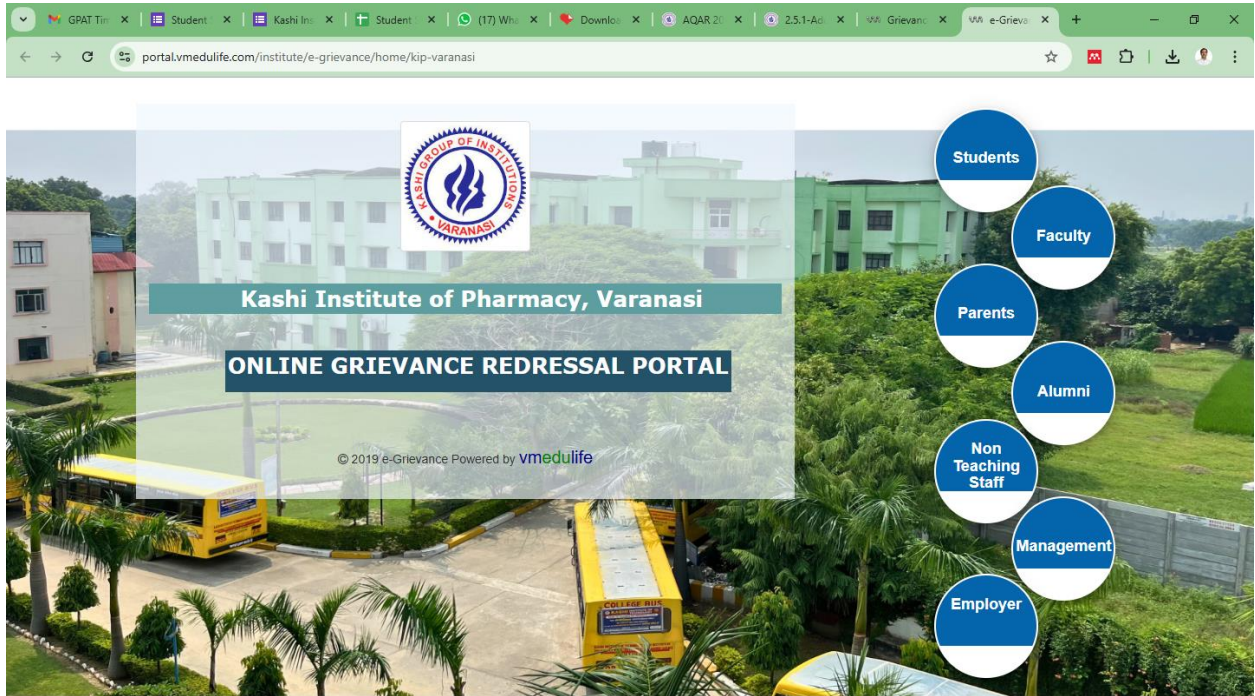 GPAT Tin
Student
Kashi Ins
Student
(17) Wha
Downloa
AQAR 20
2.5.1-Ad
Grievanc
e-Grieva
portal.vmedulife.com/institute/e-grievance/home/kip-varanasi
KASHI GROUP OF INSTITUTIONS
VARANASI
Kashi Institute of Pharmacy, Varanasi
ONLINE GRIEVANCE REDRESSAL PORTAL
© 2019 e-Grievance Powered by vmedulife
Students
Faculty
Parents
Alumni
Non
Teaching
Staff
Management
Employer
COLLEGE BUS